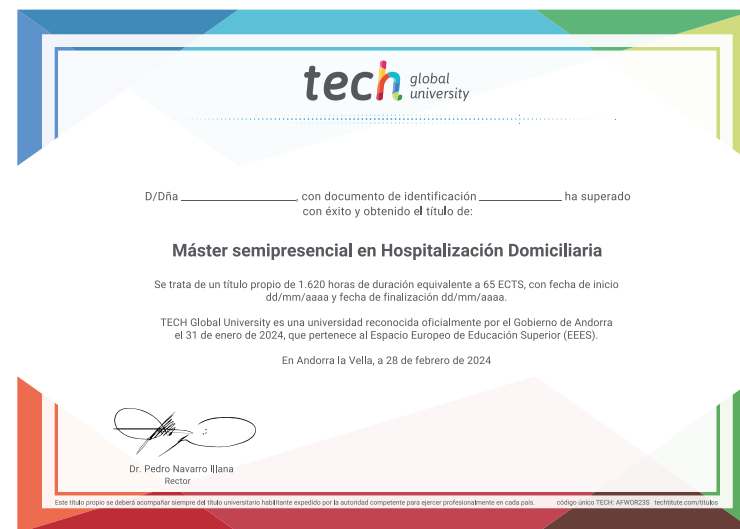 tech global university
D/Dña ______________, con documento de identificación ______________ ha superado
con éxito y obtenido el título de:
Máster semipresencial en Hospitalización Domiciliaria
Se trata de un título propio de 1.620 horas de duración equivalente a 65 ECTS, con fecha de inicio
dd/mm/aaaa y fecha de finalización dd/mm/aaaa.
TECH Global University es una universidad reconocida oficialmente por el Gobierno de Andorra
el 31 de enero de 2024, que pertenece al Espacio Europeo de Educación Superior (EEES).
En Andorra la Vella, a 28 de febrero de 2024
Dr. Pedro Navarro Illana
Rector
Este título propio se deberá acompañar siempre del título universitario habilitante expedido por la autoridad competente para ejercer profesionalmente en cada país. código único TECH: AFWOR23S techtitute.com/titulos